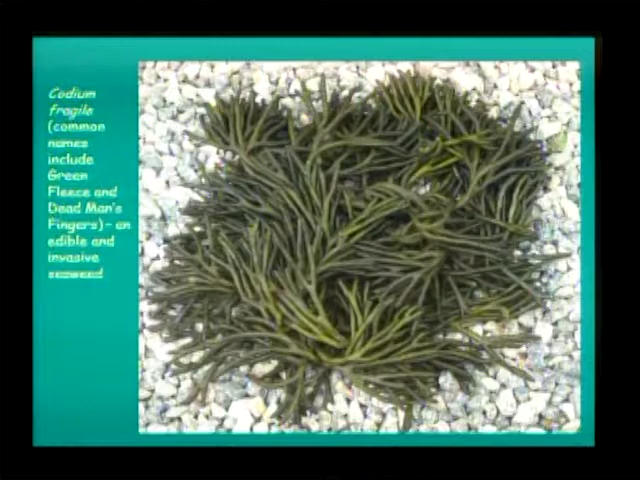 Codium
fragile
(common
names
include
Green
Fleece and
Dead Man's
Fingers) - an
edible and
invasive
seaweed